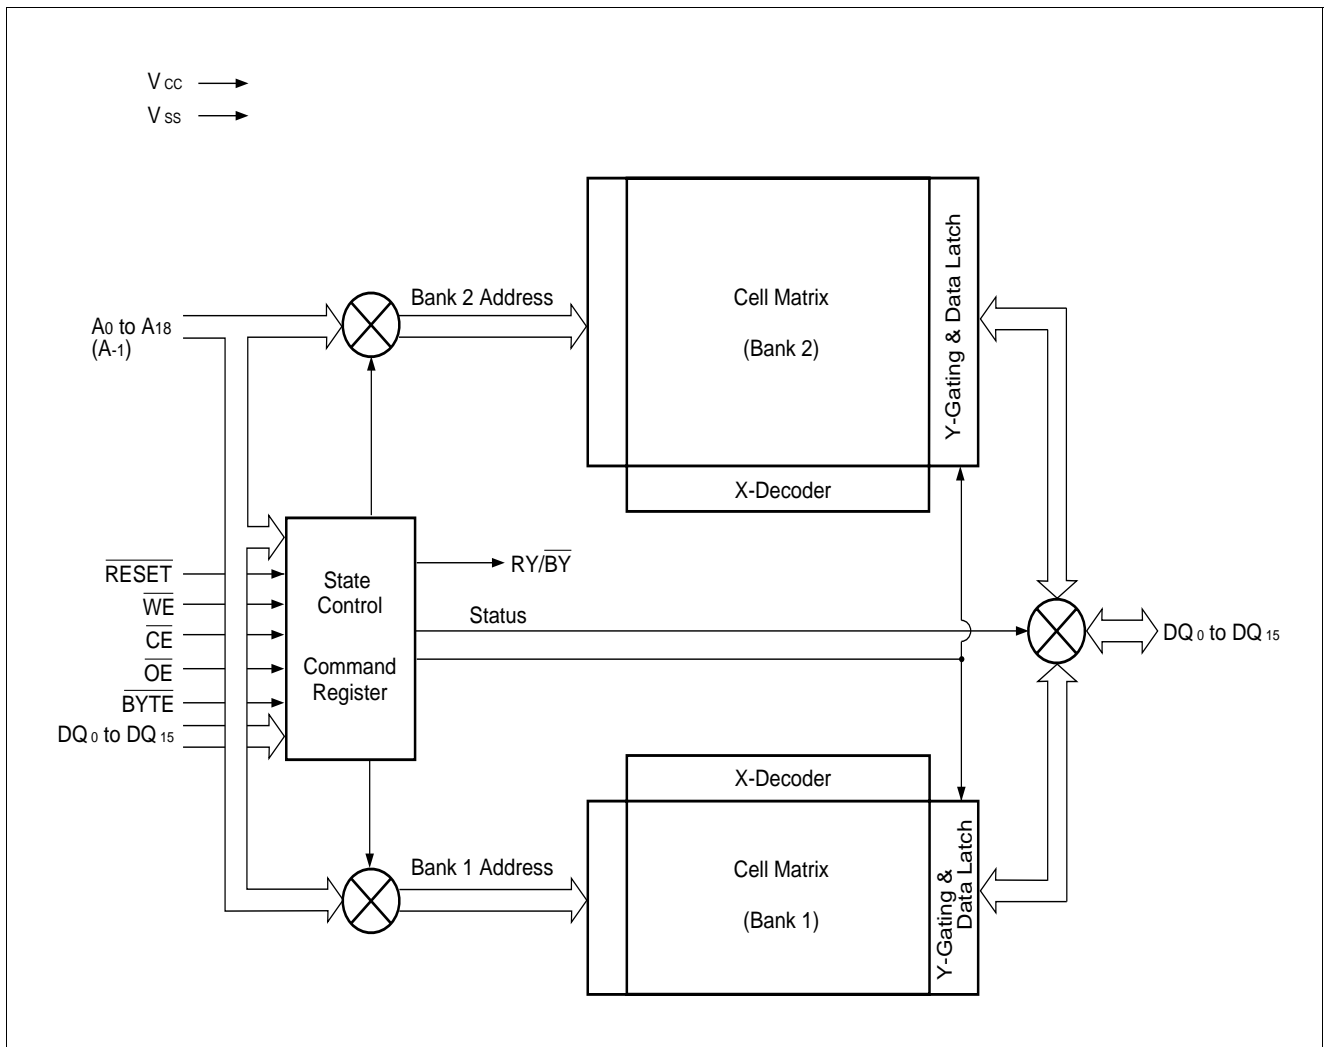 VCC
VSS
Bank 2 Address
A0 to A18
(A-1)
Cell Matrix
(Bank 2)
Y-Gating & Data Latch
X-Decoder
RESET
WE
CE
OE
BYTE
DQ0 to DQ15
State
Control
Command
Register
RY/BY
Status
DQ0 to DQ15
X-Decoder
Bank 1 Address
Cell Matrix
(Bank 1)
Y-Gating &
Data Latch